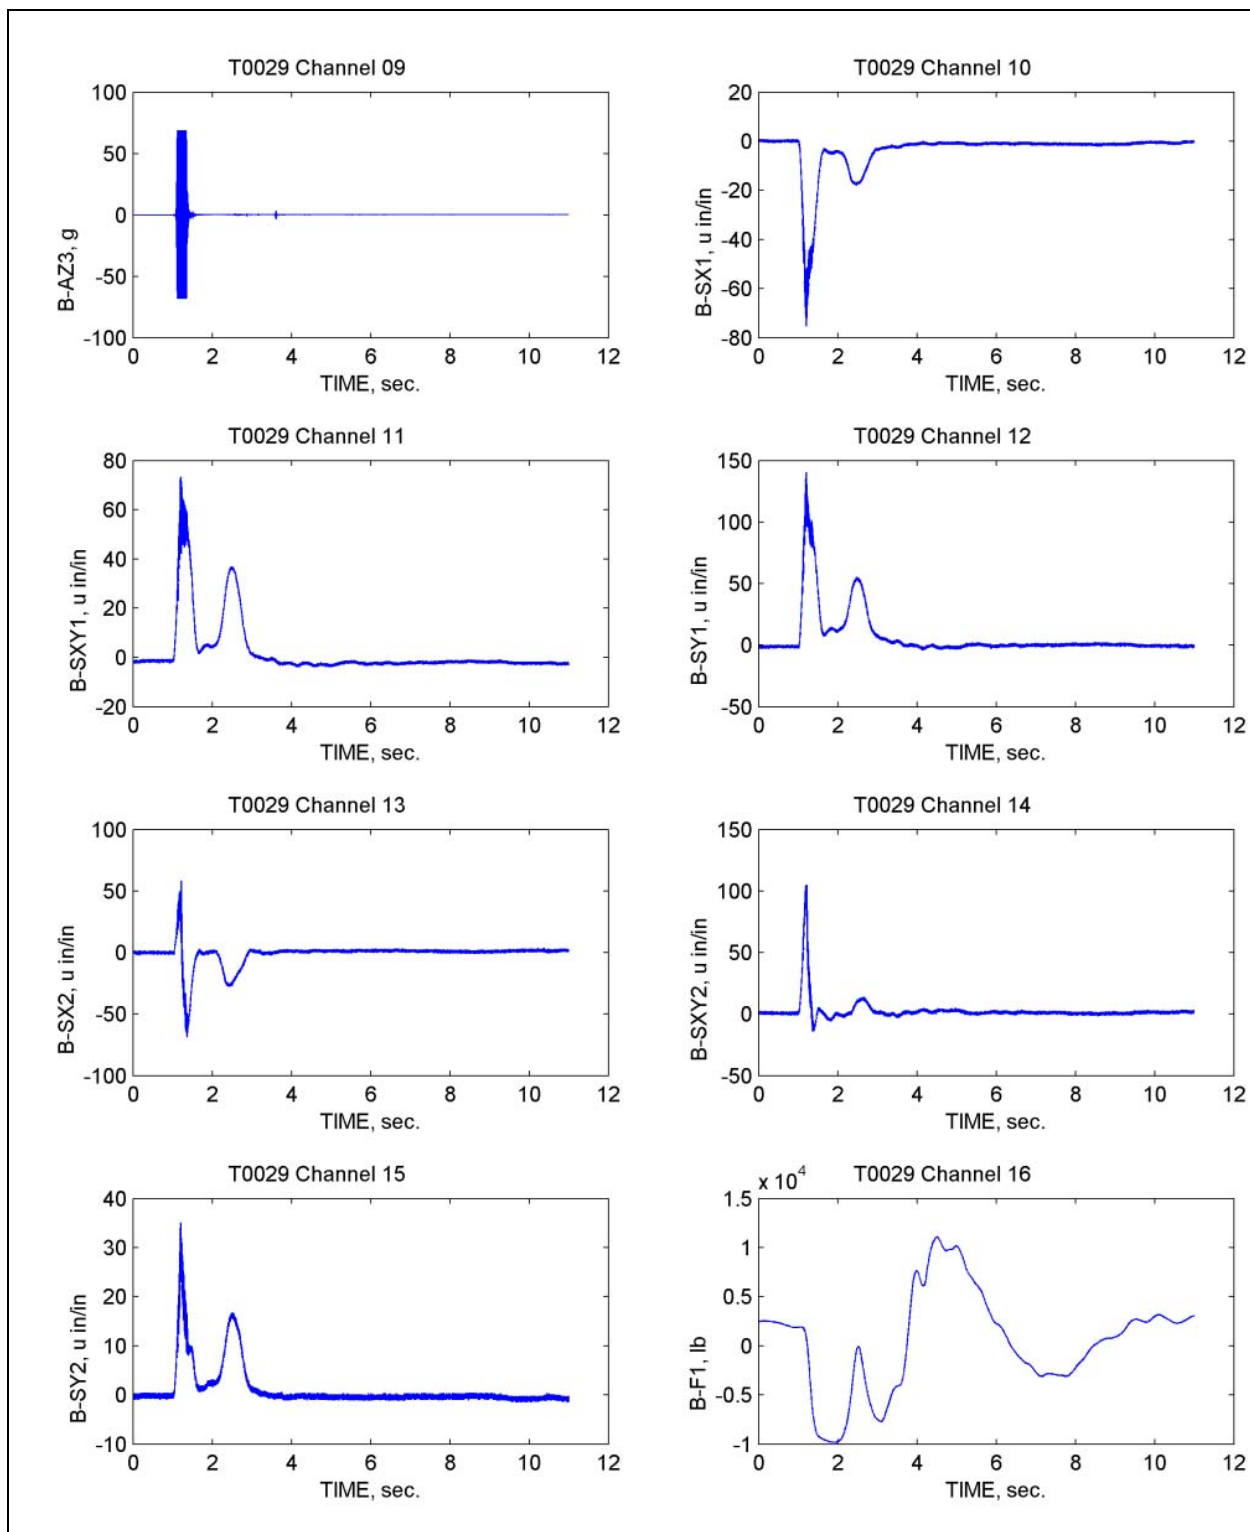 T0029 Channel 09
100
50
0
-50
-100
B-AZ3, g
0 2 4 6 8 10 12
TIME, sec.
T0029 Channel 10
20
0
-20
-40
-60
-80
B-SX1, u in/in
0 2 4 6 8 10 12
TIME, sec.
T0029 Channel 11
80
60
40
20
0
-20
B-SXY1, u in/in
0 2 4 6 8 10 12
TIME, sec.
T0029 Channel 12
150
100
50
0
-50
B-SY1, u in/in
0 2 4 6 8 10 12
TIME, sec.
T0029 Channel 13
100
50
0
-50
-100
B-SX2, u in/in
0 2 4 6 8 10 12
TIME, sec.
T0029 Channel 14
150
100
50
0
-50
B-SXY2, u in/in
0 2 4 6 8 10 12
TIME, sec.
T0029 Channel 15
40
30
20
10
0
-10
B-SY2, u in/in
0 2 4 6 8 10 12
TIME, sec.
T0029 Channel 16
x 10^4
1.5
1
0.5
0
-0.5
-1
B-F1, lb
0 2 4 6 8 10 12
TIME, sec.